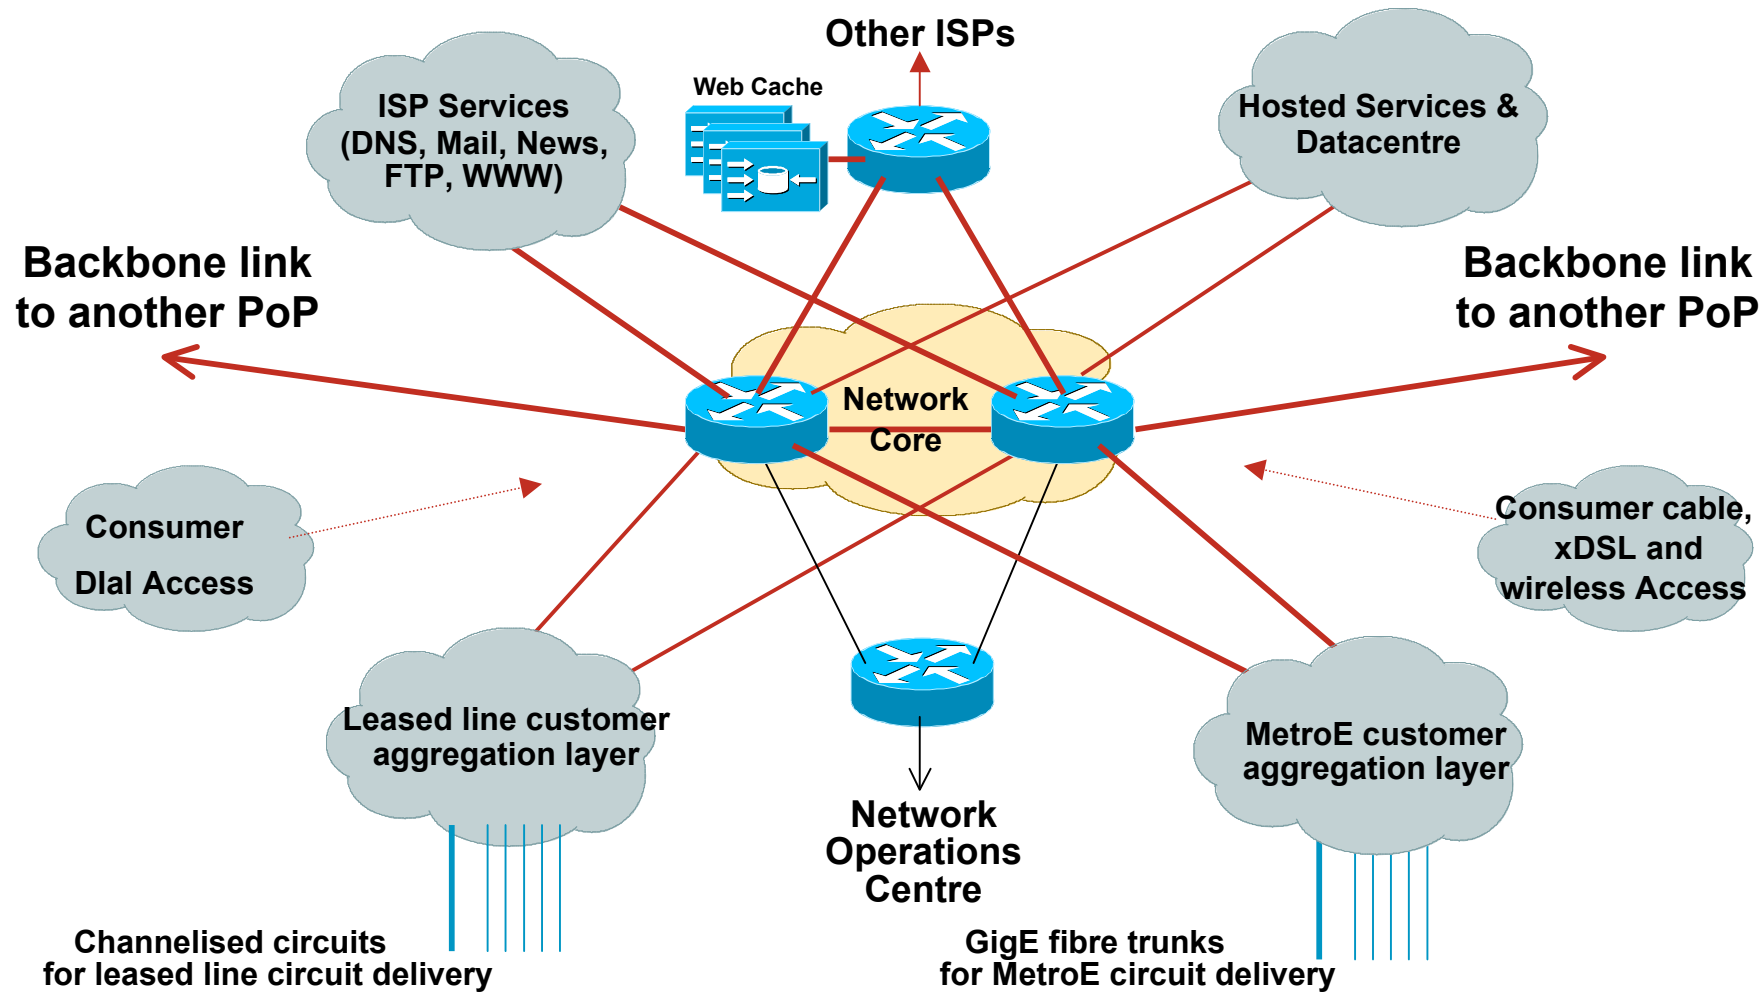 Other ISPs
Web Cache
ISP Services
(DNS, Mail, News,
FTP, WWW)
Hosted Services &
Datacentre
Backbone link
to another PoP
Backbone link
to another PoP
Network
Core
Consumer
DIal Access
Consumer cable,
xDSL and
wireless Access
Leased line customer
aggregation layer
MetroE customer
aggregation layer
Network
Operations
Centre
Channelised circuits
for leased line circuit delivery
GigE fibre trunks
for MetroE circuit delivery